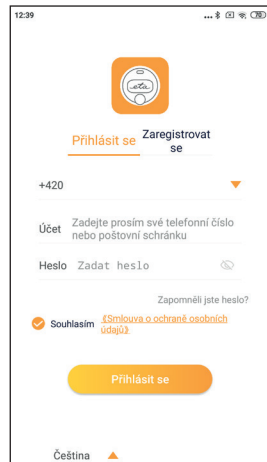 12:39
70
eta
Přihlásit se
Zaregistrovat
se
+420
Účet
Zadejte prosím své telefonní číslo
nebo poštovní schránku
Heslo Zadat heslo
Zapomněli jste heslo?
Souhlasím
《Smlouva o ochraně osobních
údajů》
Přihlásit se
Čeština